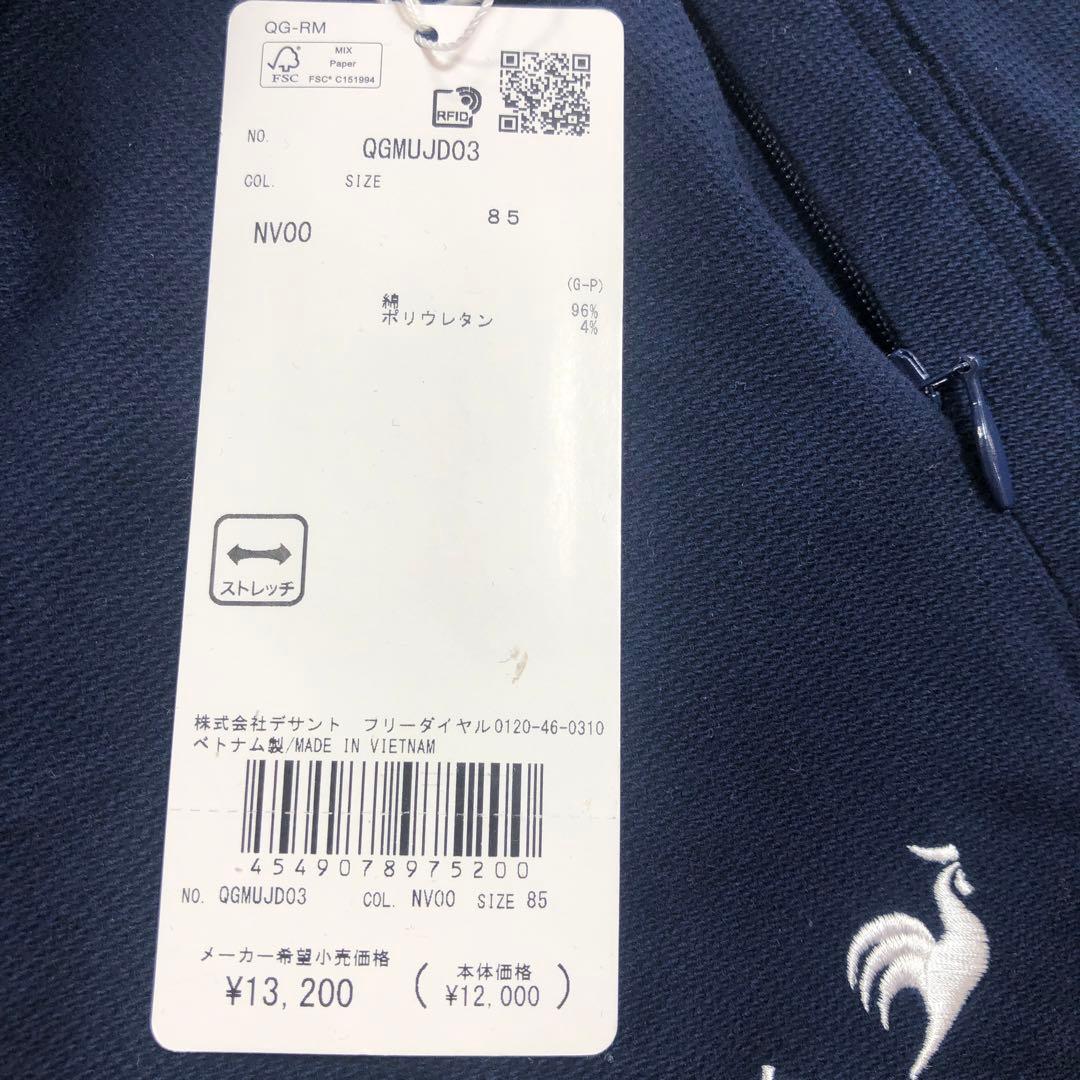 QG-RM
FSC
MIX
Paper
FSC® C151994
RFID
NO.
QGMUJD03
COL.
SIZE
85
NV00
(G-P)
綿 96%
ポリウレタン 4%
ストレッチ
株式会社デサント フリーダイヤル0120-46-0310
ベトナム製/MADE IN VIETNAM
4549078975200
NO. QGMUJD03 COL. NV00 SIZE 85
メーカー希望小売価格
¥13,200
(本体価格
¥12,000)